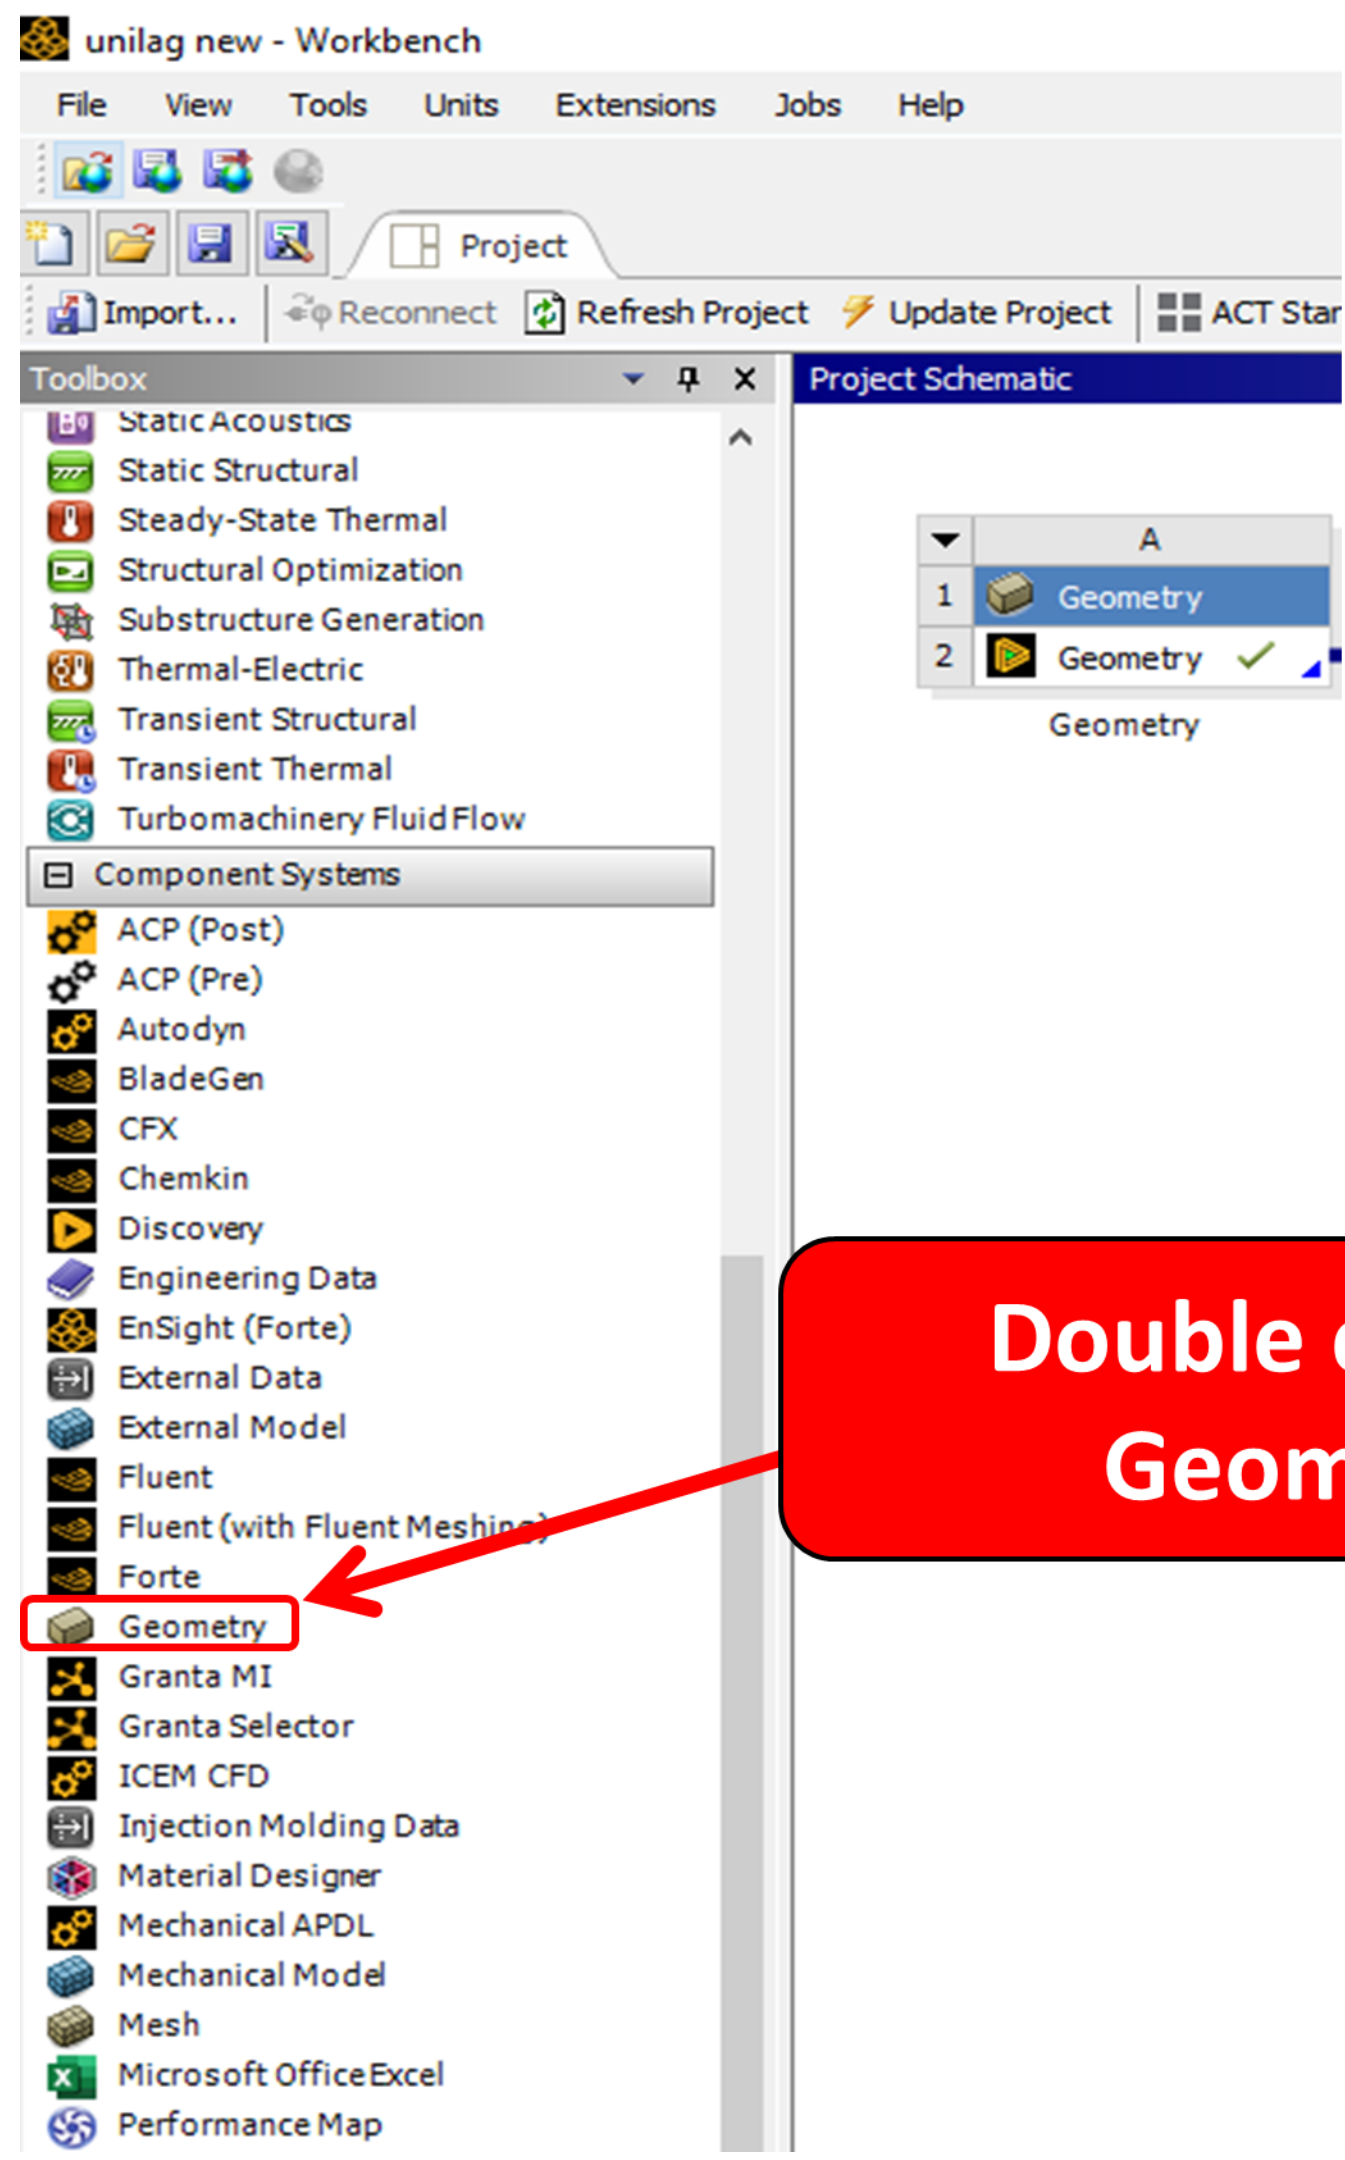 unilag new - Workbench
File View Tools Units Extensions Jobs Help
Project
Import... Reconnect Refresh Project Update Project ACT Star
Toolbox
Project Schematic
Static Acoustics
Static Structural
Steady-State Thermal
Structural Optimization
Substructure Generation
Thermal-Electric
Transient Structural
Transient Thermal
Turbomachinery Fluid Flow
Component Systems
ACP (Post)
ACP (Pre)
Autodyn
BladeGen
CFX
Chemkin
Discovery
Engineering Data
EnSight (Forte)
External Data
External Model
Fluent
Fluent (with Fluent Meshing)
Forte
Geometry
Granta MI
Granta Selector
ICEM CFD
Injection Molding Data
Material Designer
Mechanical APDL
Mechanical Model
Mesh
Microsoft Office Excel
Performance Map
A
1 Geometry
2 Geometry
Geometry
Double
Geom